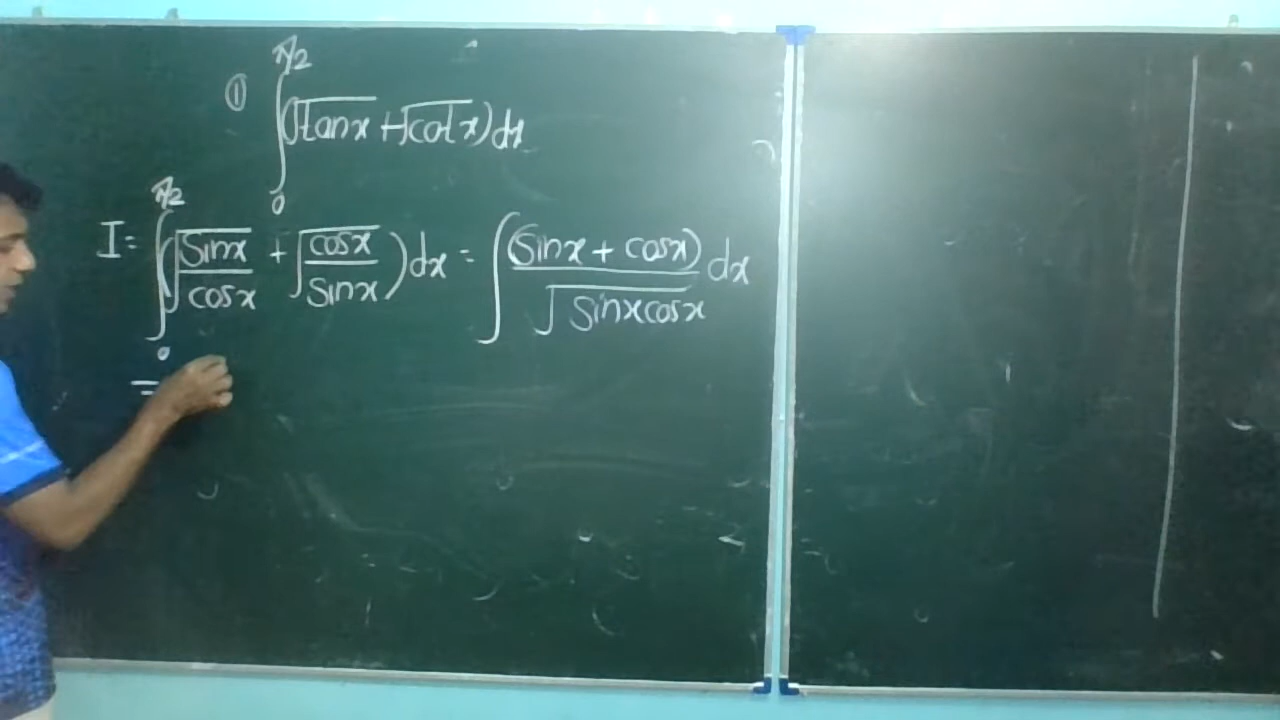 ① ∫₀^{π/2} (√tanx + √cotx) dx
I = ∫₀^{π/2} (√(sinx/cosx) + √(cosx/sinx)) dx = ∫ (sinx + cosx)/√(sinxcosx) dx
=